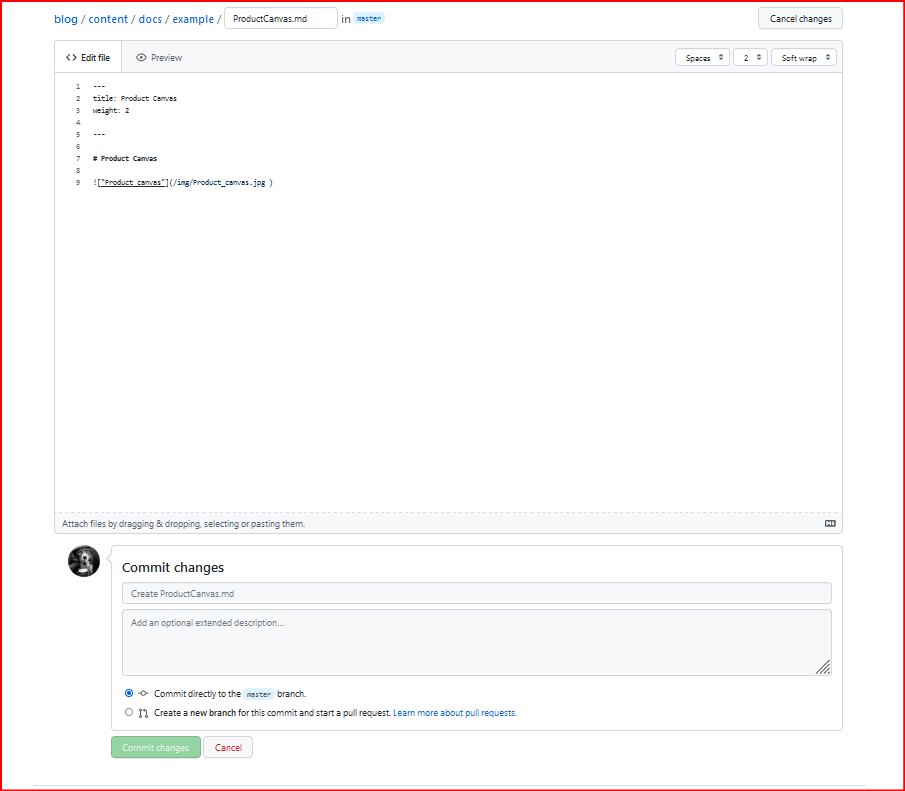 blog / content / docs / example / ProductCanvas.md in master Cancel changes
<> Edit file Preview Spaces 2 Soft wrap
1 ---
2 title: Product Canvas
3 weight: 2
4
5 ---
6
7 # Product Canvas
8
9 !["Product canvas"](/img/Product_canvas.jpg )
Attach files by dragging & dropping, selecting or pasting them.
Commit changes
Create ProductCanvas.md
Add an optional extended description...
Commit directly to the master branch.
Create a new branch for this commit and start a pull request. Learn more about pull requests.
Commit changes Cancel